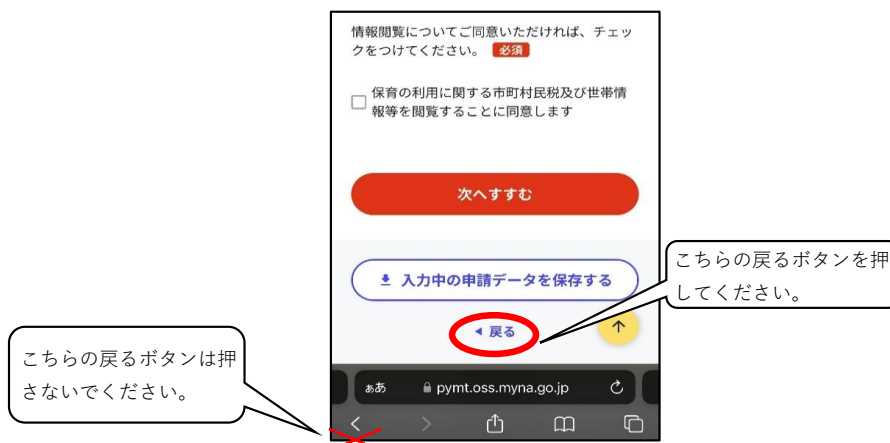 情報閲覧についてご同意いただければ、チェッ
クをつけてください。 必須
保育の利用に関する市町村民税及び世帯情
報等を閲覧することに同意します
次へすすむ
入力中の申請データを保存する
こちらの戻るボタンを押
してください。
戻る
こちらの戻るボタンは押
さないでください。
ぁあ pymt.oss.myna.go.jp